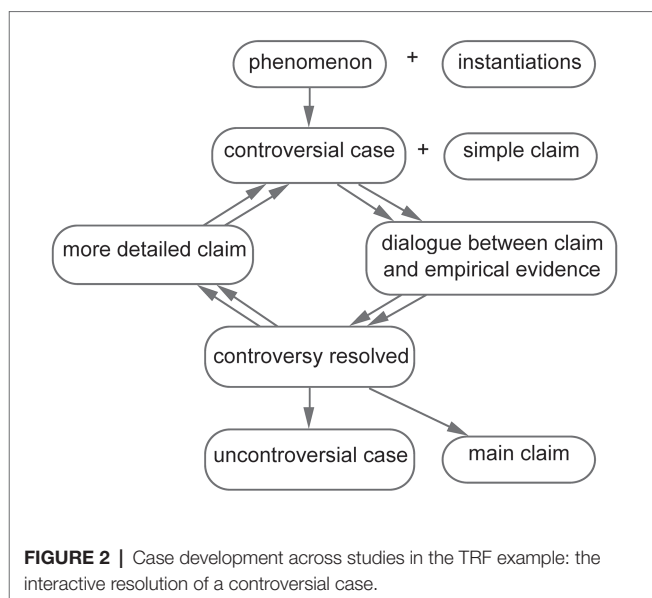 phenomenon + instantiations
controversial case + simple claim
more detailed claim
dialogue between claim
and empirical evidence
controversy resolved
uncontroversial case
main claim
FIGURE 2 | Case development across studies in the TRF example: the
interactive resolution of a controversial case.